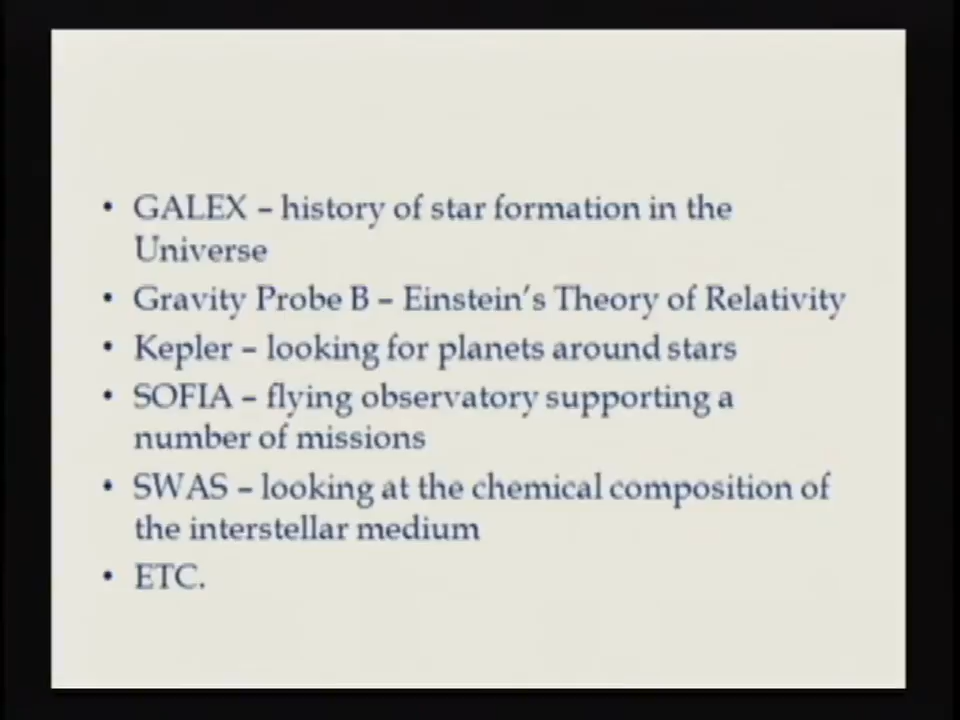 • GALEX – history of star formation in the
Universe
• Gravity Probe B – Einstein's Theory of Relativity
• Kepler – looking for planets around stars
• SOFIA – flying observatory supporting a
number of missions
• SWAS – looking at the chemical composition of
the interstellar medium
• ETC.